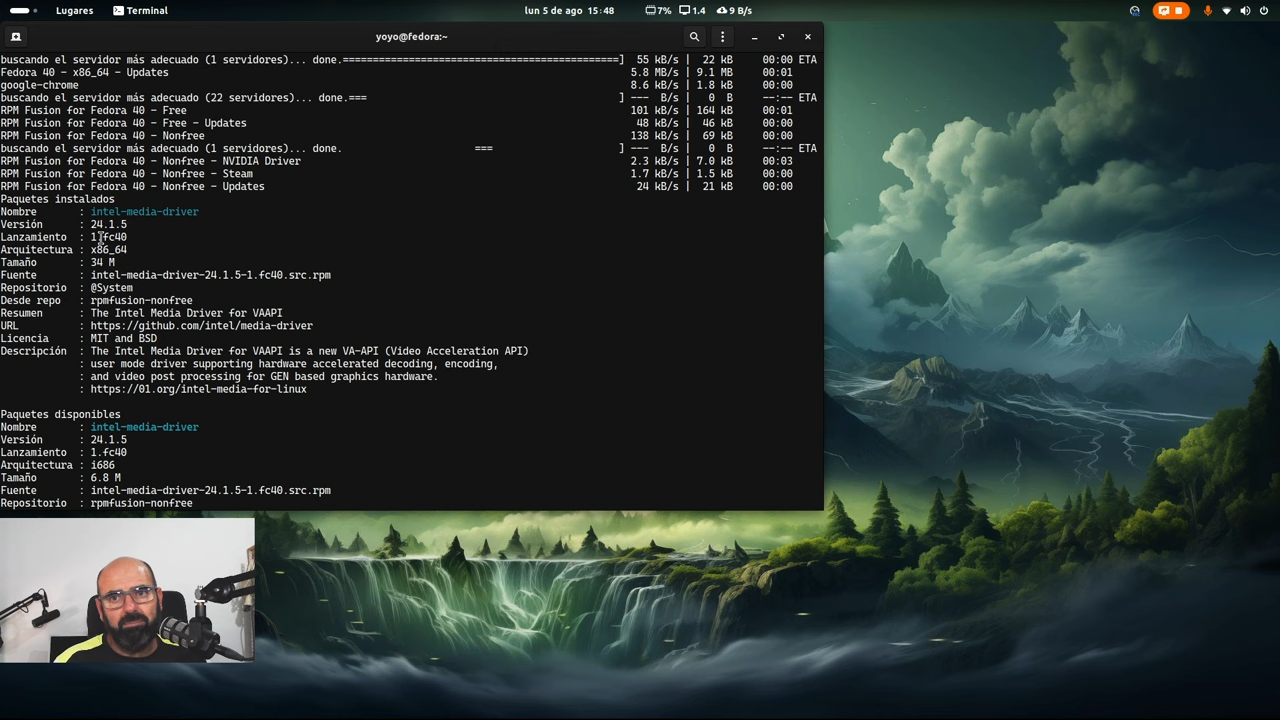 Lugares Terminal lun 5 de ago 15:48 7% 1.4 9 B/s
yoyo@fedora:~
buscando el servidor más adecuado (1 servidores)... done.============================================] 55 kB/s | 22 kB 00:00 ETA
Fedora 40 - x86_64 - Updates 5.8 MB/s | 9.1 MB 00:01
google-chrome 8.6 kB/s | 1.8 kB 00:00
buscando el servidor más adecuado (22 servidores)... done.=== ] --- B/s | 0 B --:-- ETA
RPM Fusion for Fedora 40 - Free 101 kB/s | 164 kB 00:01
RPM Fusion for Fedora 40 - Free - Updates 48 kB/s | 46 kB 00:00
RPM Fusion for Fedora 40 - Nonfree 138 kB/s | 69 kB 00:00
buscando el servidor más adecuado (1 servidores)... done. === ] --- B/s | 0 B --:-- ETA
RPM Fusion for Fedora 40 - Nonfree - NVIDIA Driver 2.3 kB/s | 7.0 kB 00:03
RPM Fusion for Fedora 40 - Nonfree - Steam 1.7 kB/s | 1.5 kB 00:00
RPM Fusion for Fedora 40 - Nonfree - Updates 24 kB/s | 21 kB 00:00
Paquetes instalados
Nombre : intel-media-driver
Versión : 24.1.5
Lanzamiento : 1.fc40
Arquitectura : x86_64
Tamaño : 34 M
Fuente : intel-media-driver-24.1.5-1.fc40.src.rpm
Repositorio : @System
Desde repo : rpmfusion-nonfree
Resumen : The Intel Media Driver for VAAPI
URL : https://github.com/intel/media-driver
Licencia : MIT and BSD
Descripción : The Intel Media Driver for VAAPI is a new VA-API (Video Acceleration API)
: user mode driver supporting hardware accelerated decoding, encoding,
: and video post processing for GEN based graphics hardware.
: https://01.org/intel-media-for-linux
Paquetes disponibles
Nombre : intel-media-driver
Versión : 24.1.5
Lanzamiento : 1.fc40
Arquitectura : i686
Tamaño : 6.8 M
Fuente : intel-media-driver-24.1.5-1.fc40.src.rpm
Repositorio : rpmfusion-nonfree